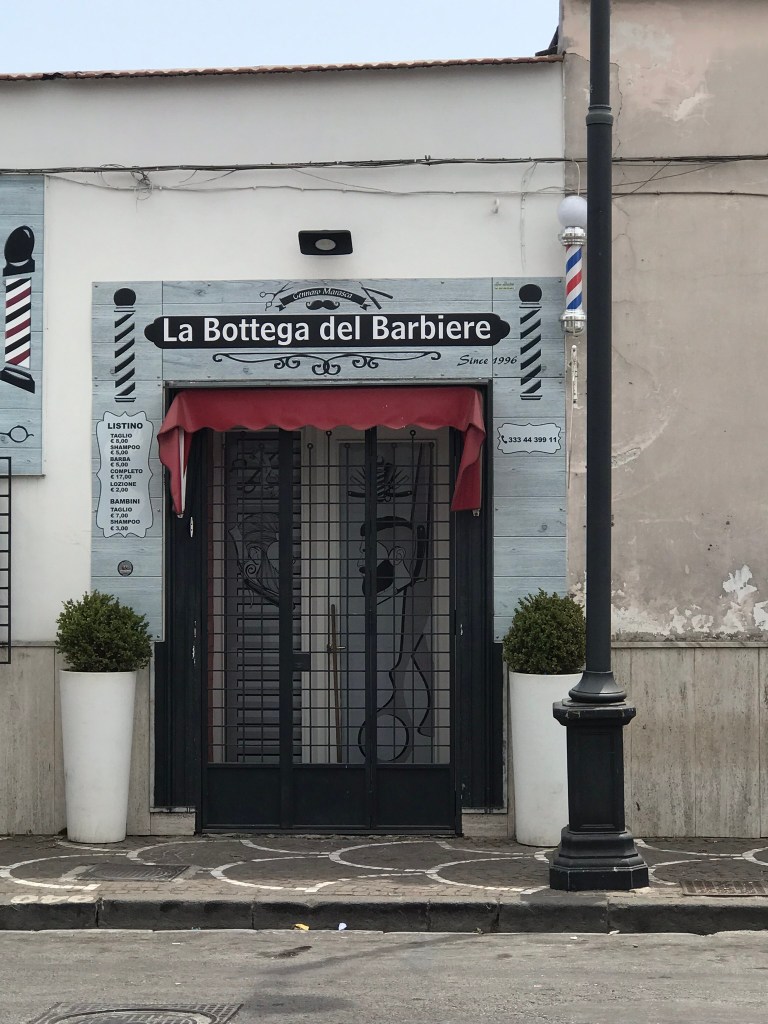 Gennaro Marasca
La Bottega del Barbiere
Since 1996
LISTINO
TAGLIO
€ 8,00
SHAMPOO
€ 5,00
BARBA
€ 5,00
COMPLETO
€ 17,00
LOZIONE
€ 2,00
BAMBINI
TAGLIO
€ 7,00
SHAMPOO
€ 3,00
333 44 399 11